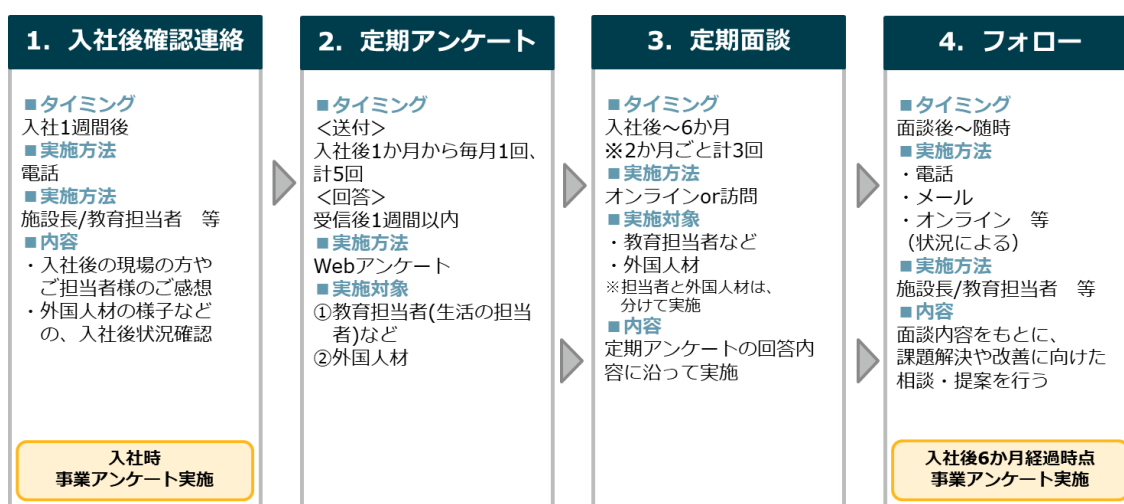 1. 入社後確認連絡
■タイミング
入社1週間後
■実施方法
電話
■実施方法
施設長/教育担当者　等
■内容
・入社後の現場の方や
ご担当者様のご感想
・外国人材の様子など
の、入社後状況確認
入社時
事業アンケート実施
2. 定期アンケート
■タイミング
＜送付＞
入社後1か月から毎月1回、
計5回
＜回答＞
受信後1週間以内
■実施方法
Webアンケート
■実施対象
①教育担当者(生活の担当
者)など
②外国人材
3. 定期面談
■タイミング
入社後～6か月
※2か月ごと計3回
■実施方法
オンラインor訪問
■実施対象
・教育担当者など
・外国人材
※担当者と外国人材は、
分けて実施
■内容
定期アンケートの回答内
容に沿って実施
4. フォロー
■タイミング
面談後～随時
■実施方法
・電話
・メール
・オンライン　等
（状況による）
■実施方法
施設長/教育担当者　等
■内容
面談内容をもとに、
課題解決や改善に向けた
相談・提案を行う
入社後6か月経過時点
事業アンケート実施